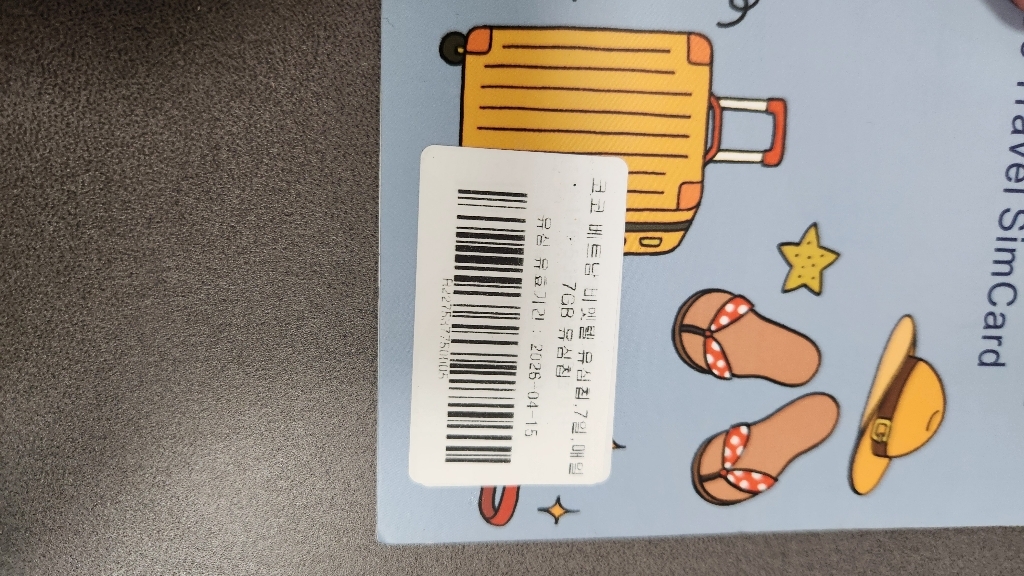 Travel SimCard
코코 베트남 비엣텔 유심칩,7일,매일
7GB 유심칩
유심 유효기간 : 2026-04-15